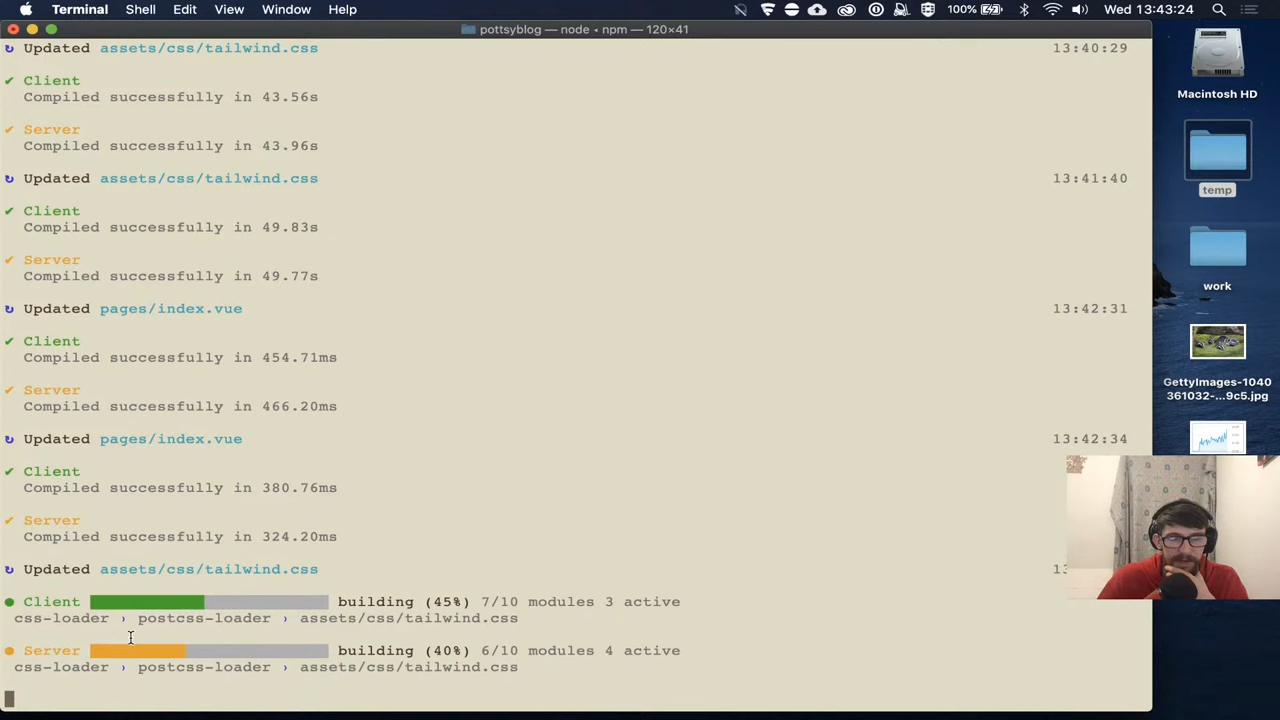 Terminal Shell Edit View Window Help 100% Wed 13:43:24
pottsyblog — node ◂ npm — 120×41
↻ Updated assets/css/tailwind.css 13:40:29
✔ Client
Compiled successfully in 43.56s
✔ Server
Compiled successfully in 43.96s
↻ Updated assets/css/tailwind.css 13:41:40
✔ Client
Compiled successfully in 49.83s
✔ Server
Compiled successfully in 49.77s
↻ Updated pages/index.vue 13:42:31
✔ Client
Compiled successfully in 454.71ms
✔ Server
Compiled successfully in 466.20ms
↻ Updated pages/index.vue 13:42:34
✔ Client
Compiled successfully in 380.76ms
✔ Server
Compiled successfully in 324.20ms
↻ Updated assets/css/tailwind.css 13
● Client building (45%) 7/10 modules 3 active
css-loader › postcss-loader › assets/css/tailwind.css
● Server building (40%) 6/10 modules 4 active
css-loader › postcss-loader › assets/css/tailwind.css
Macintosh HD
temp
work
GettyImages-1040
361032-...9c5.jpg